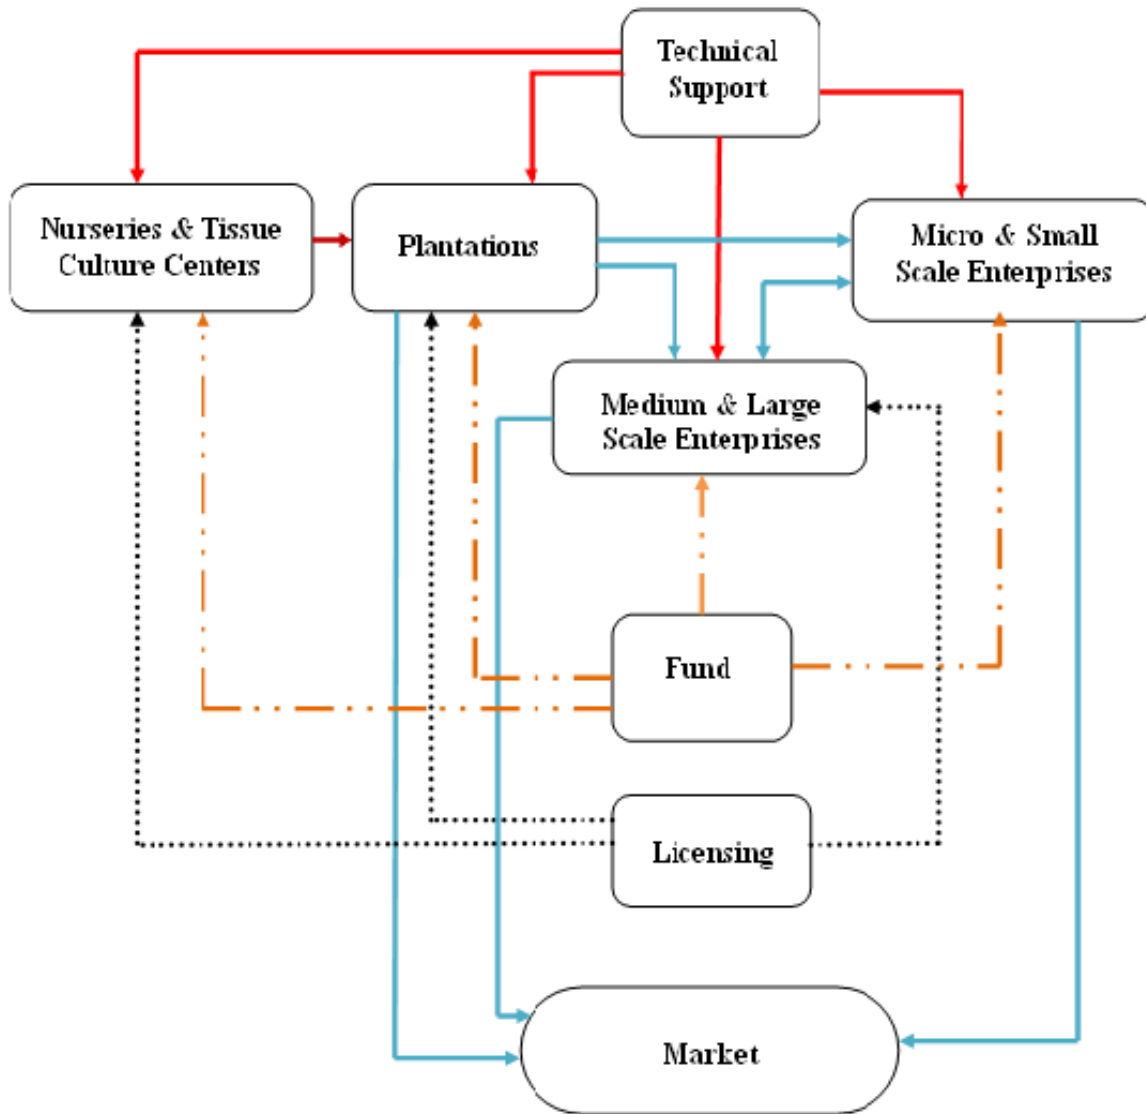 Technical
Support
Nurseries & Tissue
Culture Centers
Plantations
Micro & Small
Scale Enterprises
Medium & Large
Scale Enterprises
Fund
Licensing
Market